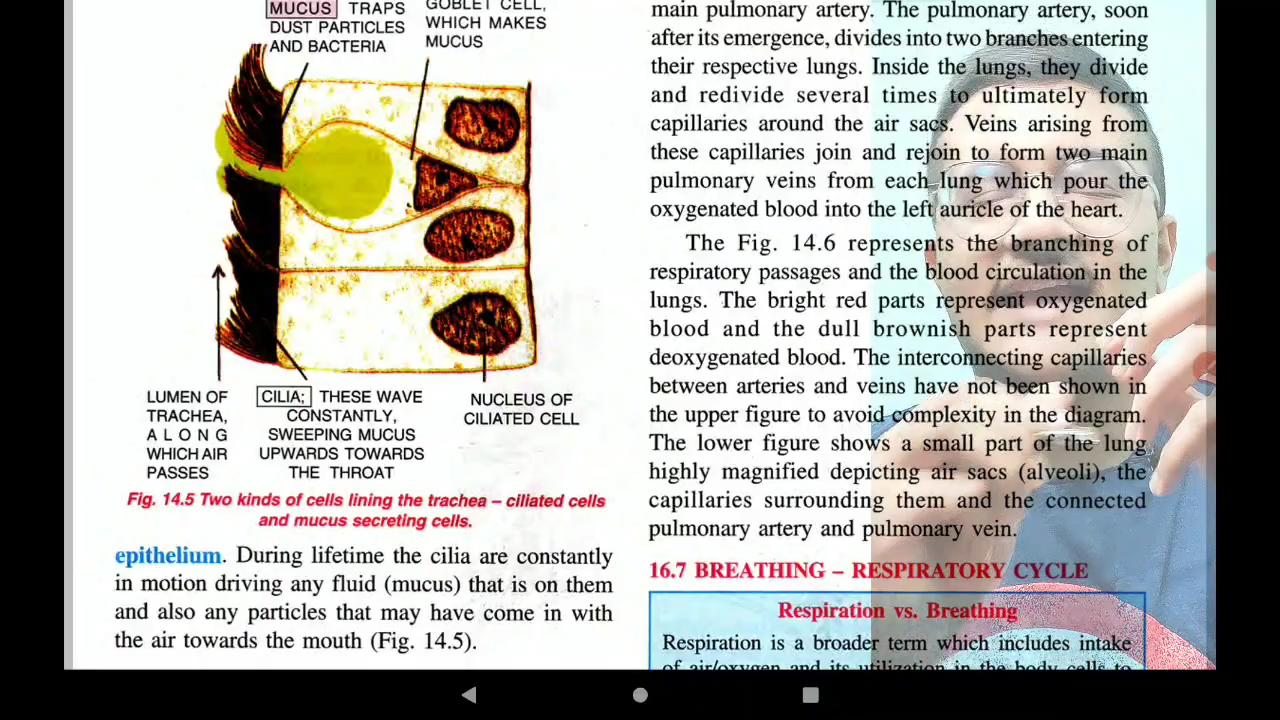 MUCUS TRAPS
DUST PARTICLES
AND BACTERIA
GOBLET CELL,
WHICH MAKES
MUCUS
LUMEN OF
TRACHEA,
ALONG
WHICH AIR
PASSES
CILIA; THESE WAVE
CONSTANTLY,
SWEEPING MUCUS
UPWARDS TOWARDS
THE THROAT
NUCLEUS OF
CILIATED CELL
Fig. 14.5 Two kinds of cells lining the trachea – ciliated cells
and mucus secreting cells.
epithelium. During lifetime the cilia are constantly
in motion driving any fluid (mucus) that is on them
and also any particles that may have come in with
the air towards the mouth (Fig. 14.5).
main pulmonary artery. The pulmonary artery, soon
after its emergence, divides into two branches entering
their respective lungs. Inside the lungs, they divide
and redivide several times to ultimately form
capillaries around the air sacs. Veins arising from
these capillaries join and rejoin to form two main
pulmonary veins from each lung which pour the
oxygenated blood into the left auricle of the heart.
The Fig. 14.6 represents the branching of
respiratory passages and the blood circulation in the
lungs. The bright red parts represent oxygenated
blood and the dull brownish parts represent
deoxygenated blood. The interconnecting capillaries
between arteries and veins have not been shown in
the upper figure to avoid complexity in the diagram.
The lower figure shows a small part of the lung
highly magnified depicting air sacs (alveoli), the
capillaries surrounding them and the connected
pulmonary artery and pulmonary vein.
16.7 BREATHING – RESPIRATORY CYCLE
Respiration vs. Breathing
Respiration is a broader term which includes intake
of air/oxygen and its utilization in the body cells to